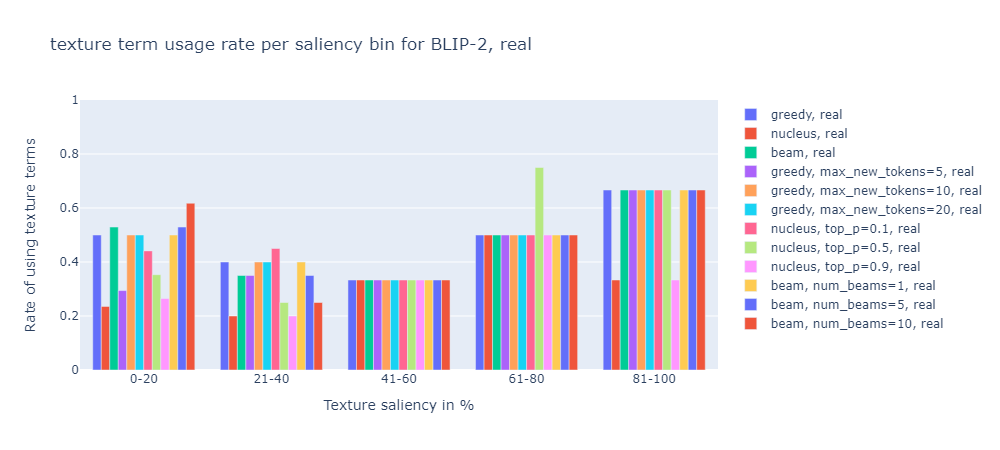 texture term usage rate per saliency bin for BLIP-2, real
Rate of using texture terms
1
0.8
0.6
0.4
0.2
0
0-20
21-40
41-60
61-80
81-100
Texture saliency in %
greedy, real
nucleus, real
beam, real
greedy, max_new_tokens=5, real
greedy, max_new_tokens=10, real
greedy, max_new_tokens=20, real
nucleus, top_p=0.1, real
nucleus, top_p=0.5, real
nucleus, top_p=0.9, real
beam, num_beams=1, real
beam, num_beams=5, real
beam, num_beams=10, real